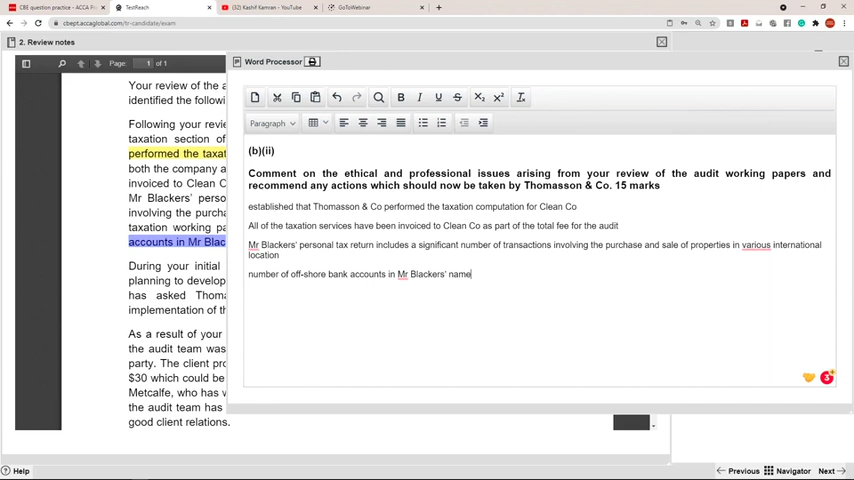 CBE question practice - ACCA P
TestReach
(32) Kashif Kamran - YouTube
GoToWebinar
cbept.accaglobal.com/tr-candidate/exam
2. Review notes
Page: 1 of 1
Your review of the a
identified the followi
Following your revie
taxation section of
performed the taxat
both the company a
invoiced to Clean C
Mr Blackers' person
involving the purcha
taxation working pa
accounts in Mr Blac
During your initial
planning to develop
has asked Thoma
implementation of th
As a result of your
the audit team was
party. The client pro
$30 which could be
Metcalfe, who has w
the audit team has
good client relations.
Word Processor
Paragraph
(b)(ii)
Comment on the ethical and professional issues arising from your review of the audit working papers and
recommend any actions which should now be taken by Thomasson & Co. 15 marks
established that Thomasson & Co performed the taxation computation for Clean Co
All of the taxation services have been invoiced to Clean Co as part of the total fee for the audit
Mr Blackers' personal tax return includes a significant number of transactions involving the purchase and sale of properties in various international
location
number of off-shore bank accounts in Mr Blackers' name
3
Help
Previous
Navigator
Next